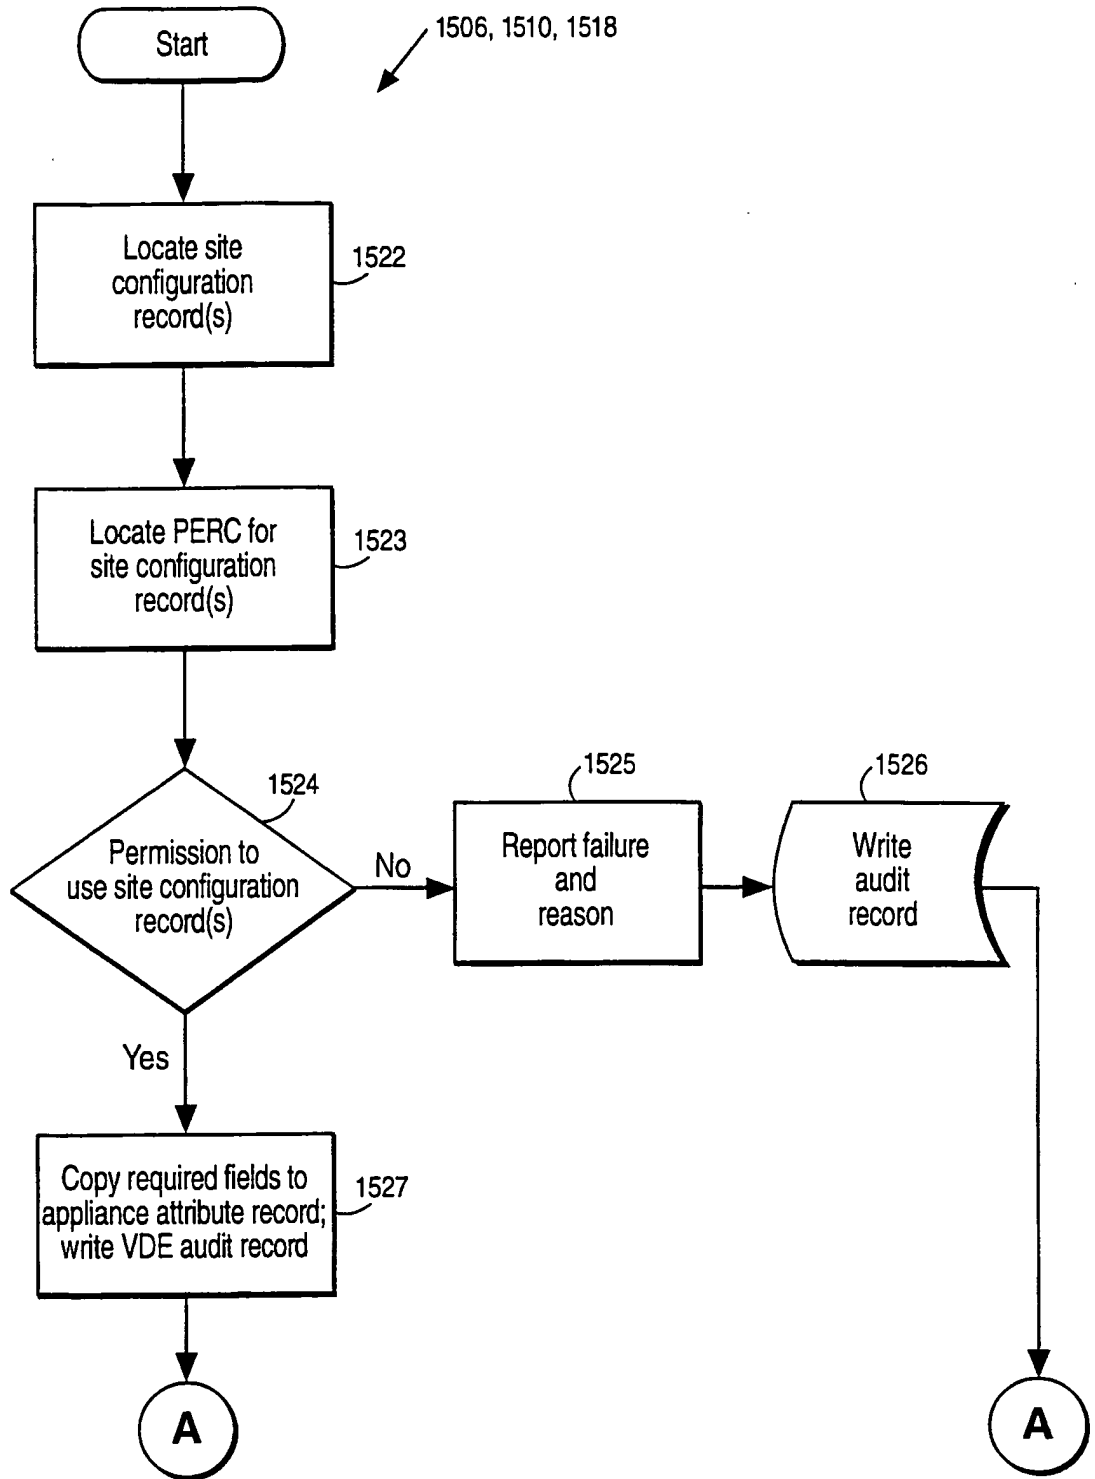 Start
1506, 1510, 1518
Locate site
configuration
record(s)
1522
Locate PERC for
site configuration
record(s)
1523
1524
Permission to
use site configuration
record(s)
No
1525
Report failure
and
reason
1526
Write
audit
record
Yes
Copy required fields to
appliance attribute record;
write VDE audit record
1527
A
A